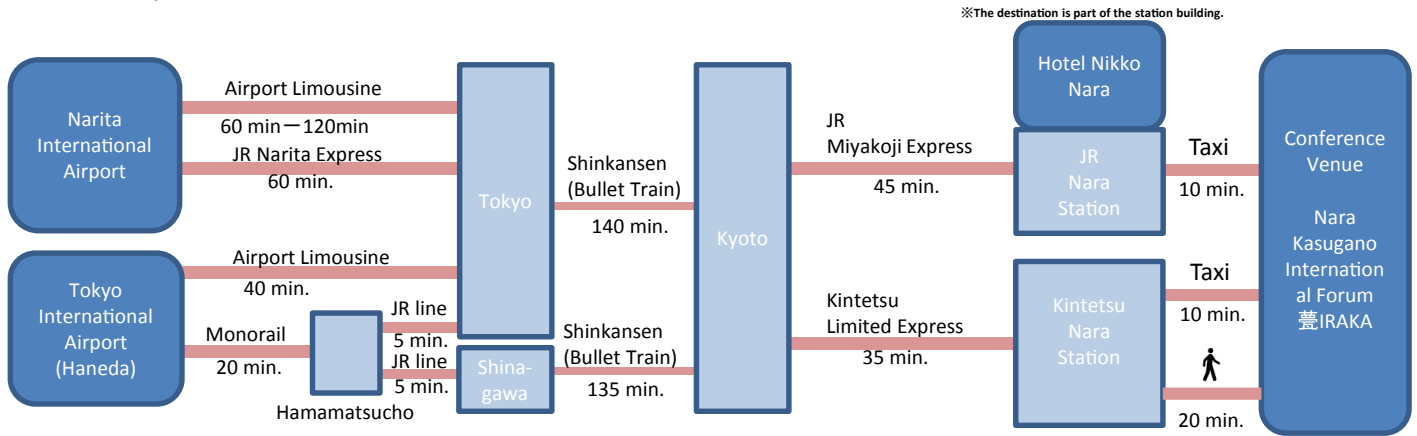 ※The destination is part of the station building.
Narita
International
Airport
Airport Limousine
60 min－120min
JR Narita Express
60 min.
Tokyo
International
Airport
(Haneda)
Airport Limousine
40 min.
Monorail
20 min.
Hamamatsucho
JR line
5 min.
JR line
5 min.
Tokyo
Shina-
gawa
Shinkansen
(Bullet Train)
140 min.
Shinkansen
(Bullet Train)
135 min.
Kyoto
JR
Miyakoji Express
45 min.
Kintetsu
Limited Express
35 min.
Hotel Nikko
Nara
JR
Nara
Station
Kintetsu
Nara
Station
Taxi
10 min.
Taxi
10 min.
20 min.
Conference
Venue
Nara
Kasugano
Internation
al Forum
甍IRAKA